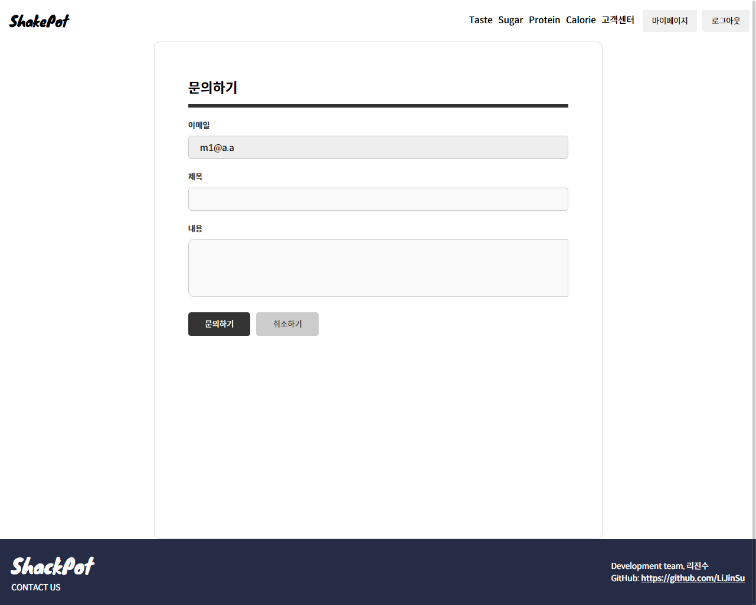 ShakePot
Taste Sugar Protein Calorie 고객센터 마이페이지 로그아웃
문의하기
이메일
m1@a.a
제목
내용
문의하기 취소하기
ShackPot
CONTACT US
Development team, 리진수
GitHub: https://github.com/LiJinSu